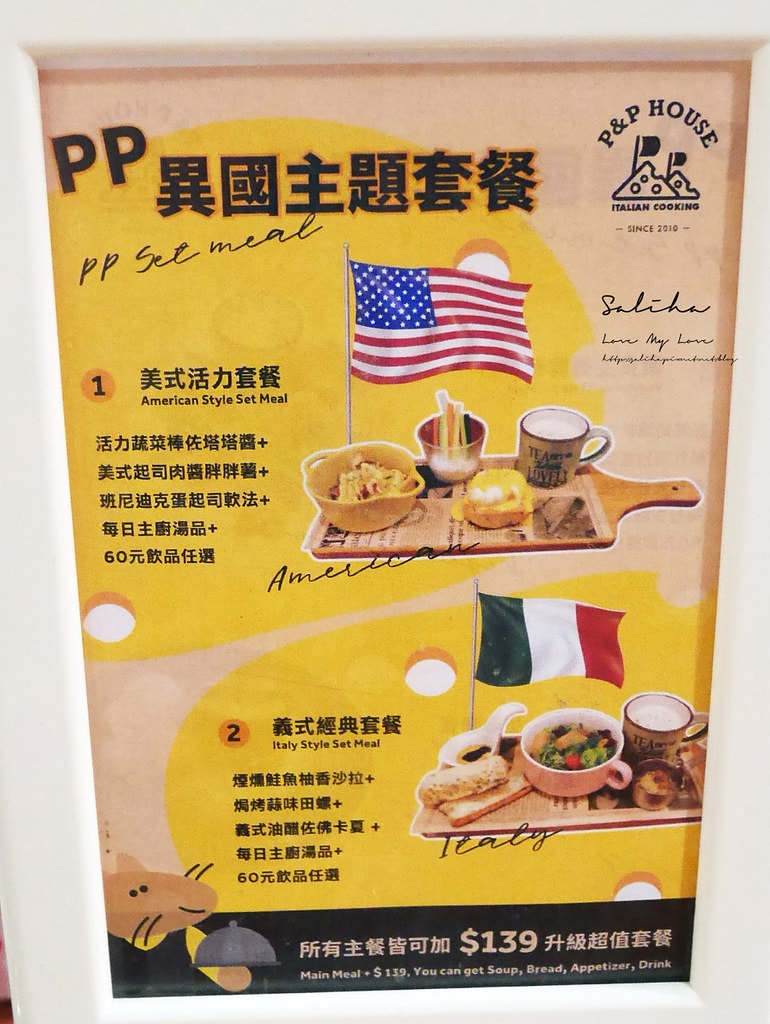 P&P HOUSE
PP 異國主題套餐
ITALIAN COOKING
— SINCE 2010 —
PP Set meal
Saliha
Love My Love
1 美式活力套餐
American Style Set Meal
活力蔬菜棒佐塔塔醬+
美式起司肉醬胖胖薯+
班尼迪克蛋起司軟法+
每日主廚湯品+
60元飲品任選
TEA
LOVELY
American
2 義式經典套餐
Italy Style Set Meal
煙燻鮭魚柚香沙拉+
焗烤蒜味田螺+
義式油醋佐佛卡夏 +
每日主廚湯品+
60元飲品任選
TEA
Italy
所有主餐皆可加 $139 升級超值套餐
Main Meal + $ 139, You can get Soup, Bread, Appetizer, Drink